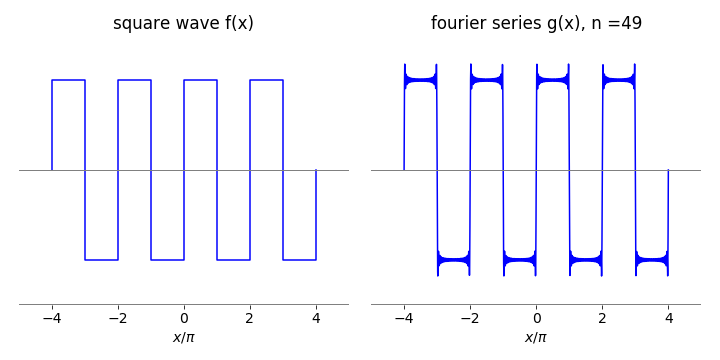 square wave f(x)
fourier series g(x), n =49
−4 −2 0 2 4
x/π
−4 −2 0 2 4
x/π